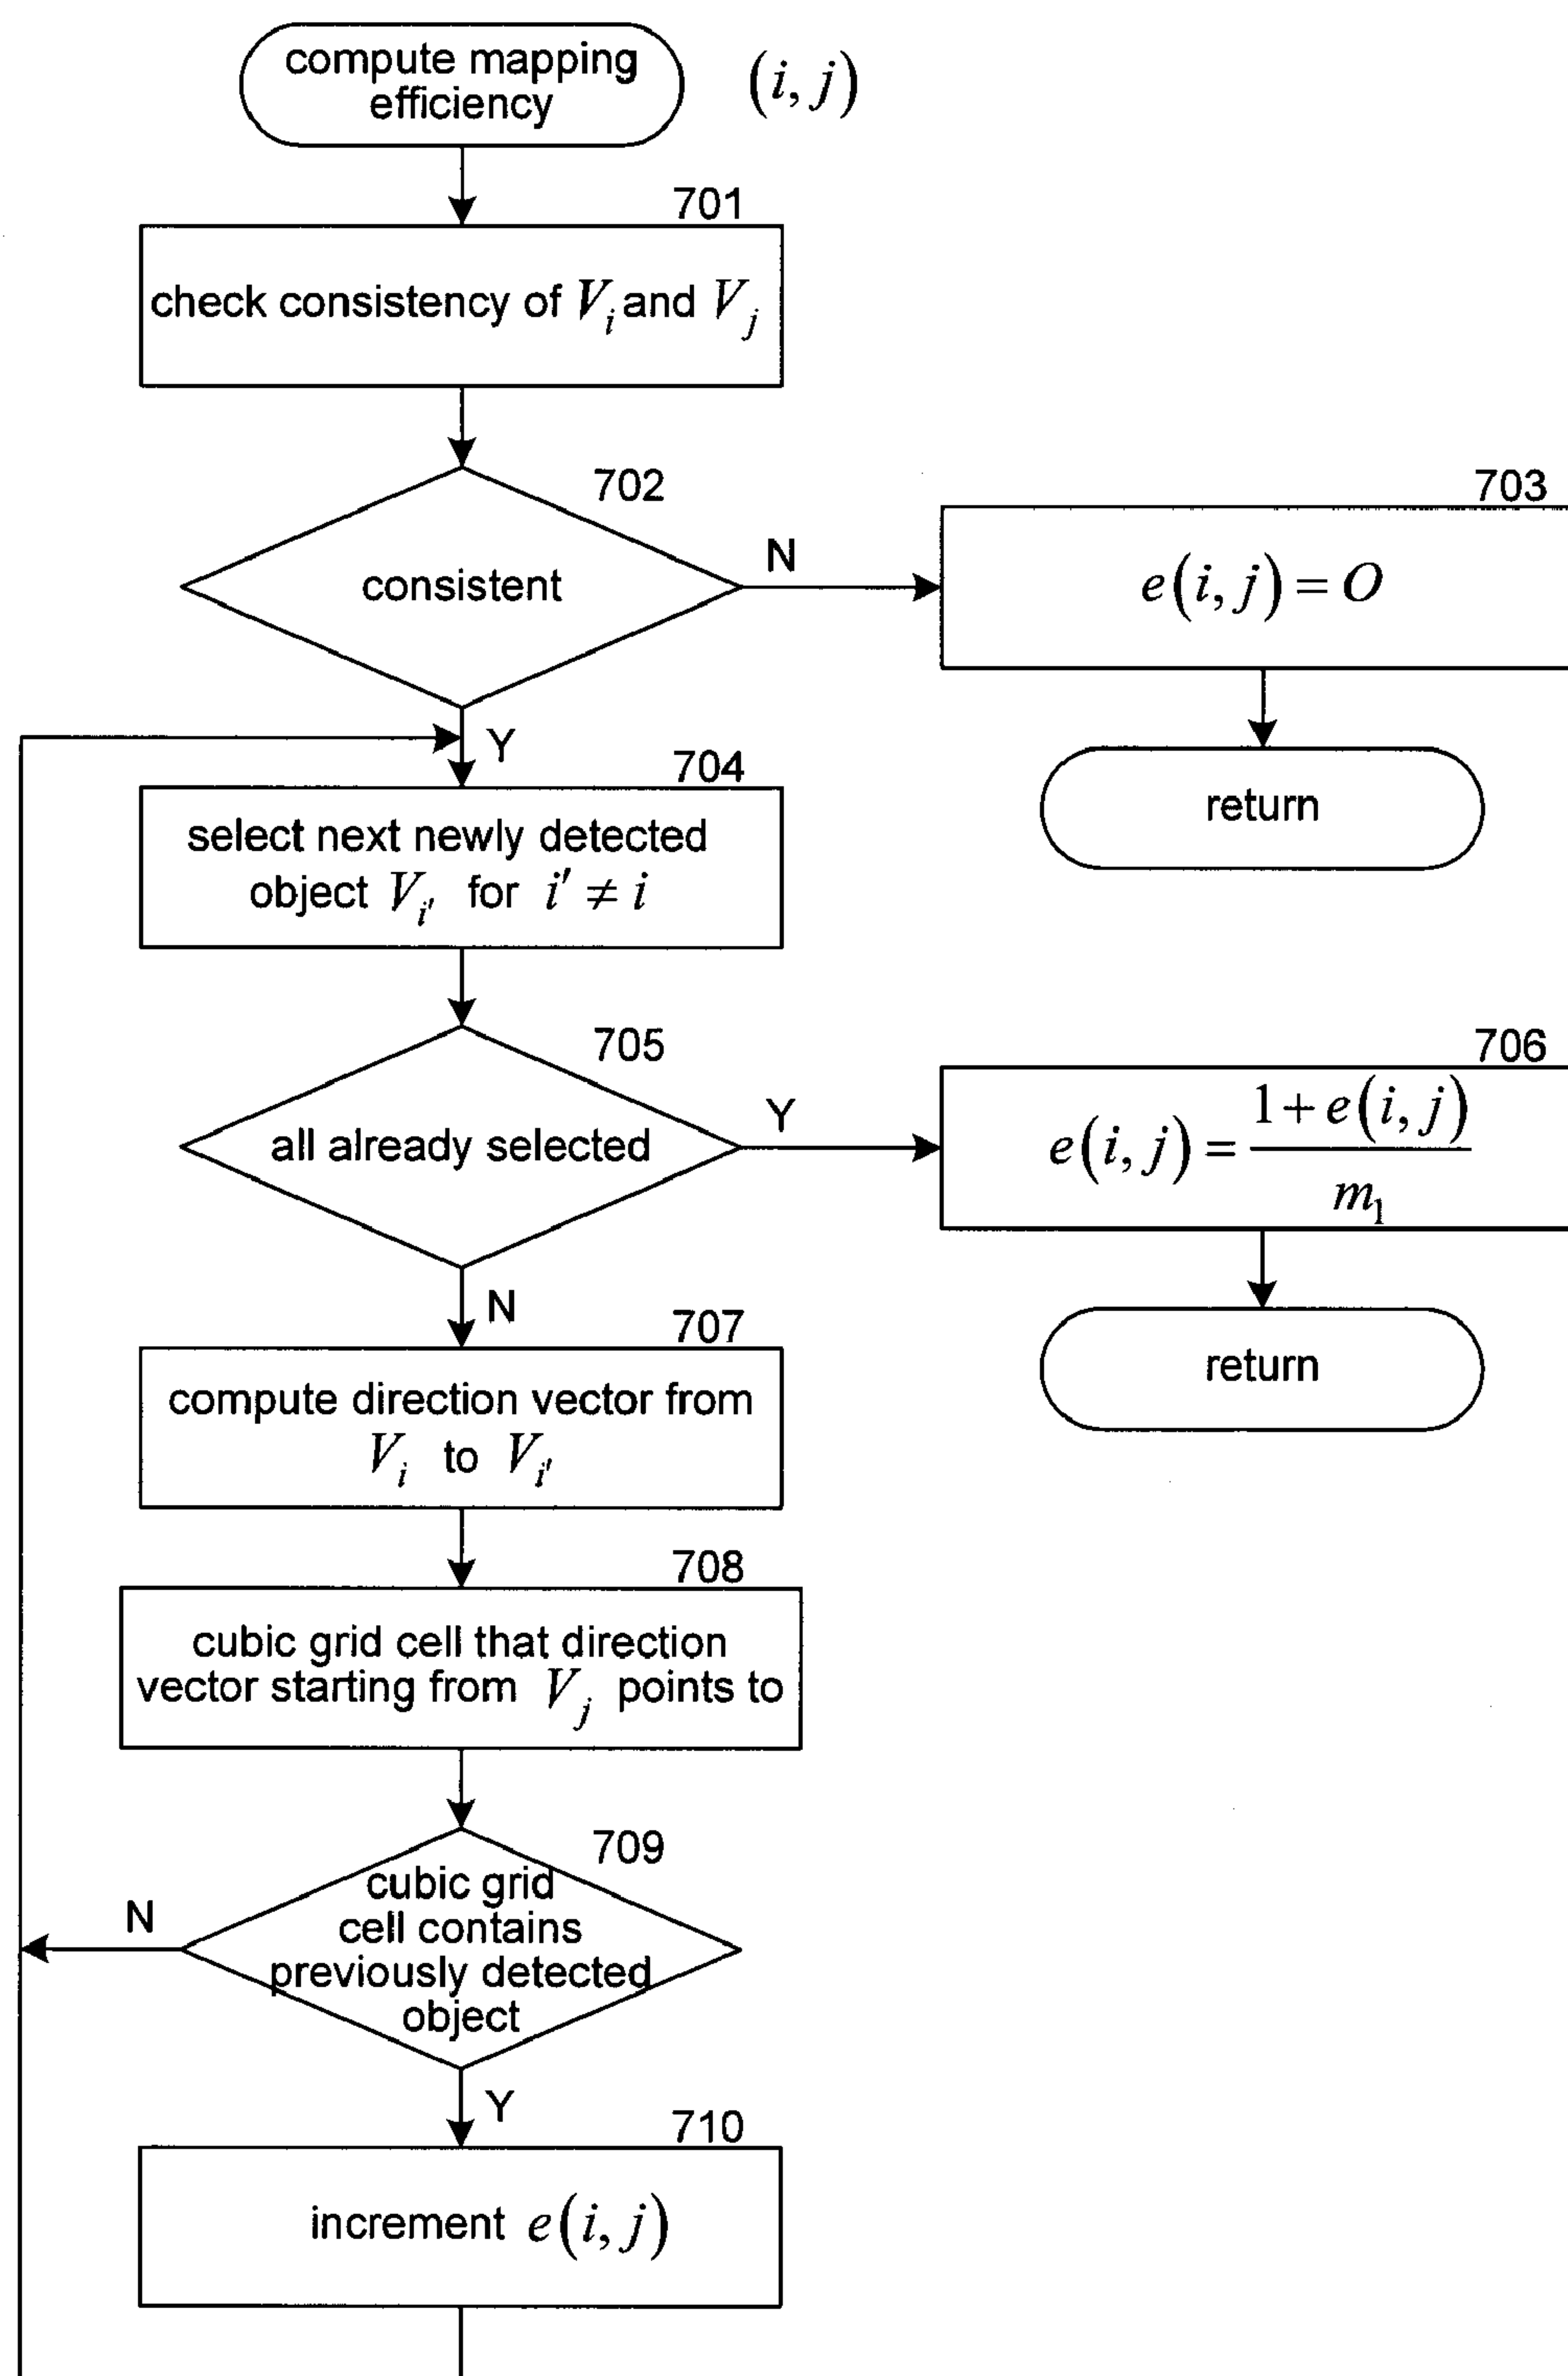 compute mapping
efficiency
(i, j)
701
check consistency of V_i and V_j
702
consistent
N
703
e(i, j) = O
Y
return
704
select next newly detected
object V_{i'} for i' ≠ i
705
all already selected
Y
706
e(i, j) = \frac{1 + e(i, j)}{m_1}
N
return
707
compute direction vector from
V_i to V_{i'}
708
cubic grid cell that direction
vector starting from V_j points to
709
cubic grid
cell contains
previously detected
object
N
Y
710
increment e(i, j)